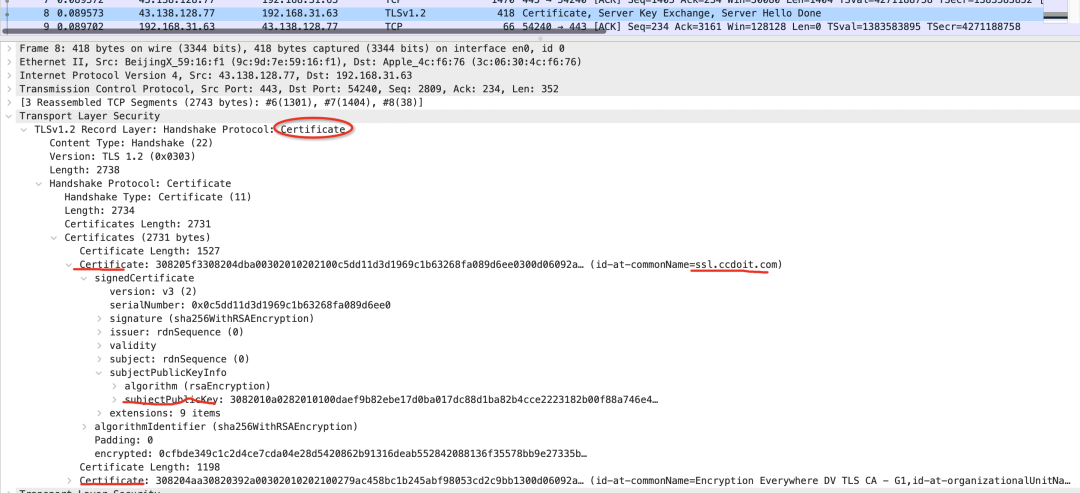 7 0.089572 43.138.128.77 192.168.31.63 TCP 1470 443 → 54240 [ACK] Seq=1405 Ack=234 Win=30080 Len=1404 TSval=4271188758
8 0.089573 43.138.128.77 192.168.31.63 TLSv1.2 418 Certificate, Server Key Exchange, Server Hello Done
9 0.089702 192.168.31.63 43.138.128.77 TCP 66 54240 → 443 [ACK] Seq=234 Ack=3161 Win=128128 Len=0 TSval=1383583895 TSecr=4271188758
Frame 8: 418 bytes on wire (3344 bits), 418 bytes captured (3344 bits) on interface en0, id 0
Ethernet II, Src: BeijingX_59:16:f1 (9c:9d:7e:59:16:f1), Dst: Apple_4c:f6:76 (3c:06:30:4c:f6:76)
Internet Protocol Version 4, Src: 43.138.128.77, Dst: 192.168.31.63
Transmission Control Protocol, Src Port: 443, Dst Port: 54240, Seq: 2809, Ack: 234, Len: 352
[3 Reassembled TCP Segments (2743 bytes): #6(1301), #7(1404), #8(38)]
Transport Layer Security
TLSv1.2 Record Layer: Handshake Protocol: Certificate
Content Type: Handshake (22)
Version: TLS 1.2 (0x0303)
Length: 2738
Handshake Protocol: Certificate
Handshake Type: Certificate (11)
Length: 2734
Certificates Length: 2731
Certificates (2731 bytes)
Certificate Length: 1527
Certificate: 308205f3308204dba00302010202100c5dd11d3d1969c1b63268fa089d6ee0300d06092a… (id-at-commonName=ssl.ccdoit.com)
signedCertificate
version: v3 (2)
serialNumber: 0x0c5dd11d3d1969c1b63268fa089d6ee0
signature (sha256WithRSAEncryption)
issuer: rdnSequence (0)
validity
subject: rdnSequence (0)
subjectPublicKeyInfo
algorithm (rsaEncryption)
subjectPublicKey: 3082010a0282010100daef9b82ebe17d0ba017dc88d1ba82b4cce2223182b00f88a746e4…
extensions: 9 items
algorithmIdentifier (sha256WithRSAEncryption)
Padding: 0
encrypted: 0cfbde349c1c2d4ce7cda04e28d5420862b91316deab552842088136f35578bb9e27335b…
Certificate Length: 1198
Certificate: 308204aa30820392a00302010202100279ac458bc1b245abf98053cd2c9bb1300d06092a… (id-at-commonName=Encryption Everywhere DV TLS CA - G1,id-at-organizationalUnitNa…
Transport Layer Security